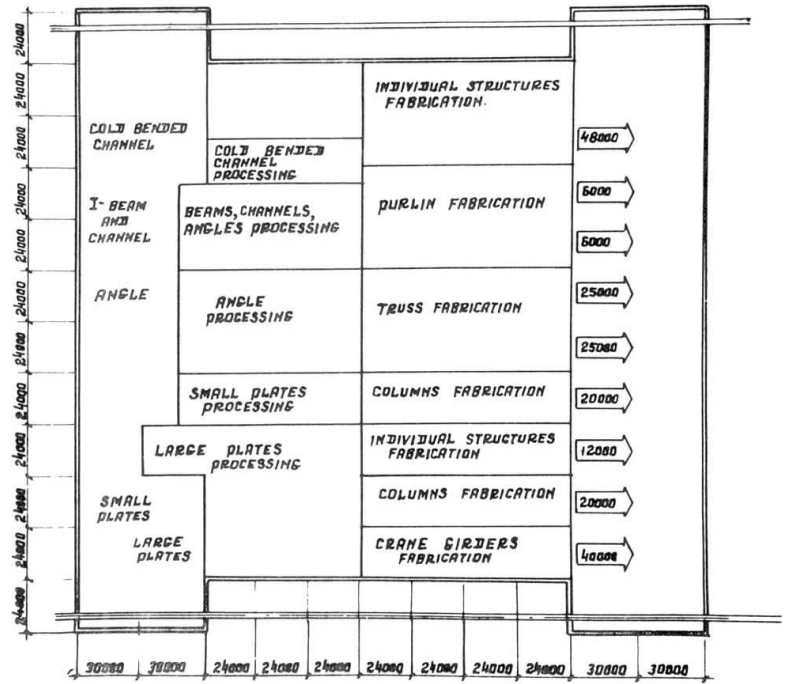 INDIVIDUAL STRUCTURES
FABRICATION.
COLD BENDED
CHANNEL
COLD BENDED
CHANNEL
PROCESSING
48000
I-BEAM
AND
CHANNEL
BEAMS, CHANNELS,
ANGLES PROCESSING
PURLIN FABRICATION
6000
6000
ANGLE
ANGLE
PROCESSING
TRUSS FABRICATION
25000
25000
SMALL PLATES
PROCESSING
COLUMNS FABRICATION
20000
LARGE PLATES
PROCESSING
INDIVIDUAL STRUCTURES
FABRICATION
12000
SMALL
PLATES
COLUMNS FABRICATION
20000
LARGE
PLATES
CRANE GIRDERS
FABRICATION
40000
24000
24000
24000
24000
24000
24000
24000
24000
24000
24000
24000
24000
30000 30000 24000 24000 24000 24000 24000 24000 24000 30000 30000